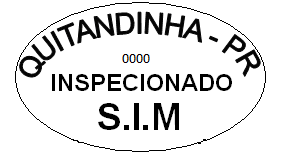 QUITANDINHA - PR
0000
INSPECIONADO
S.I.M